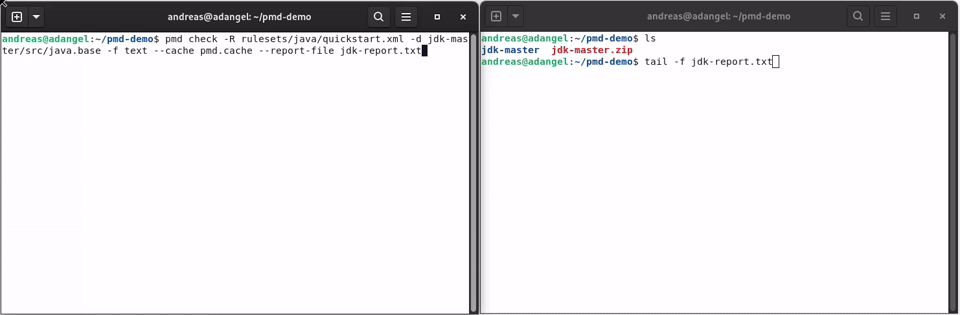 andreas@adangel: ~/pmd-demo
andreas@adangel:~/pmd-demo$ pmd check -R rulesets/java/quickstart.xml -d jdk-mas
ter/src/java.base -f text --cache pmd.cache --report-file jdk-report.txt
andreas@adangel: ~/pmd-demo
andreas@adangel:~/pmd-demo$ ls
jdk-master  jdk-master.zip
andreas@adangel:~/pmd-demo$ tail -f jdk-report.txt